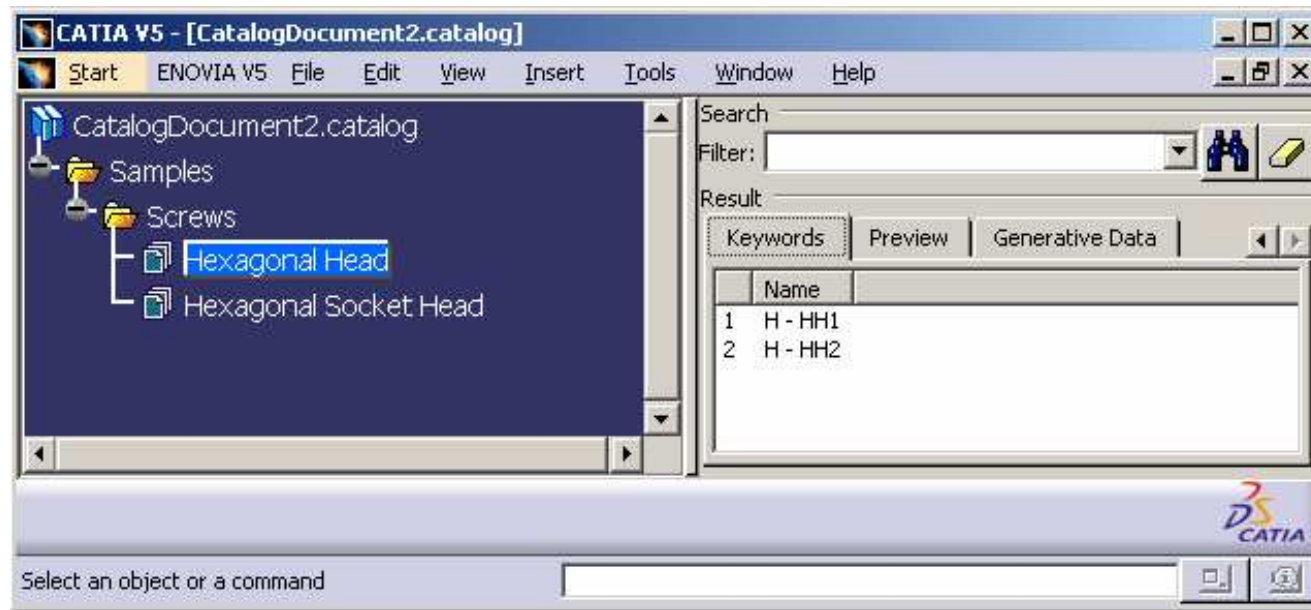 CATIA V5 - [CatalogDocument2.catalog]
Start ENOVIA V5 File Edit View Insert Tools Window Help
CatalogDocument2.catalog
Samples
Screws
Hexagonal Head
Hexagonal Socket Head
Search
Filter:
Result
Keywords Preview Generative Data
Name
1 H - HH1
2 H - HH2
DS
CATIA
Select an object or a command